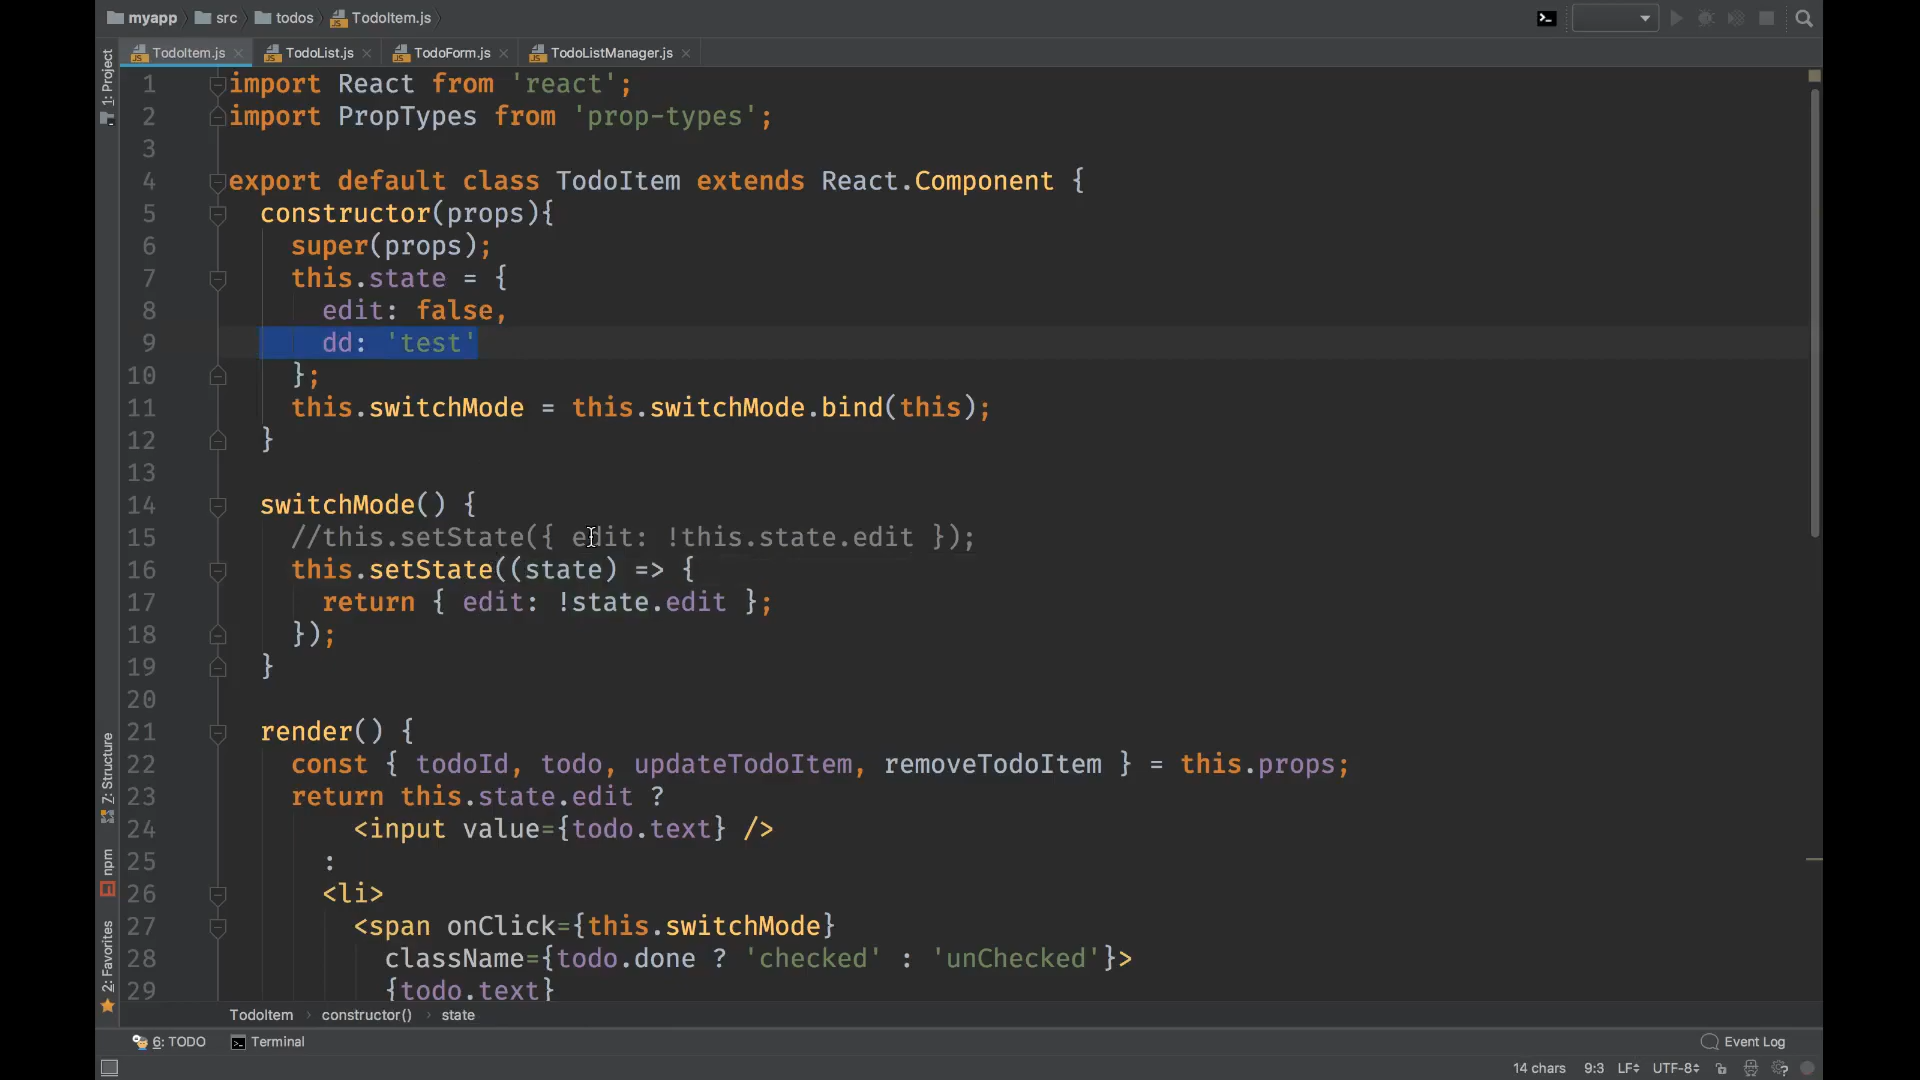 myapp src todos TodoItem.js
TodoItem.js TodoList.js TodoForm.js TodoListManager.js
1: Project
1 import React from 'react';
2 import PropTypes from 'prop-types';
3
4 export default class TodoItem extends React.Component {
5 constructor(props){
6 super(props);
7 this.state = {
8 edit: false,
9 dd: 'test'
10 };
11 this.switchMode = this.switchMode.bind(this);
12 }
13
14 switchMode() {
15 //this.setState({ edit: !this.state.edit });
16 this.setState((state) => {
17 return { edit: !state.edit };
18 });
19 }
20
21 render() {
22 const { todoId, todo, updateTodoItem, removeTodoItem } = this.props;
23 return this.state.edit ?
24 <input value={todo.text} />
25 :
26 <li>
27 <span onClick={this.switchMode}
28 className={todo.done ? 'checked' : 'unChecked'}>
29 {todo.text}
7: Structure
npm
2: Favorites
TodoItem › constructor() › state
6: TODO Terminal Event Log
14 chars 9:3 LF UTF-8